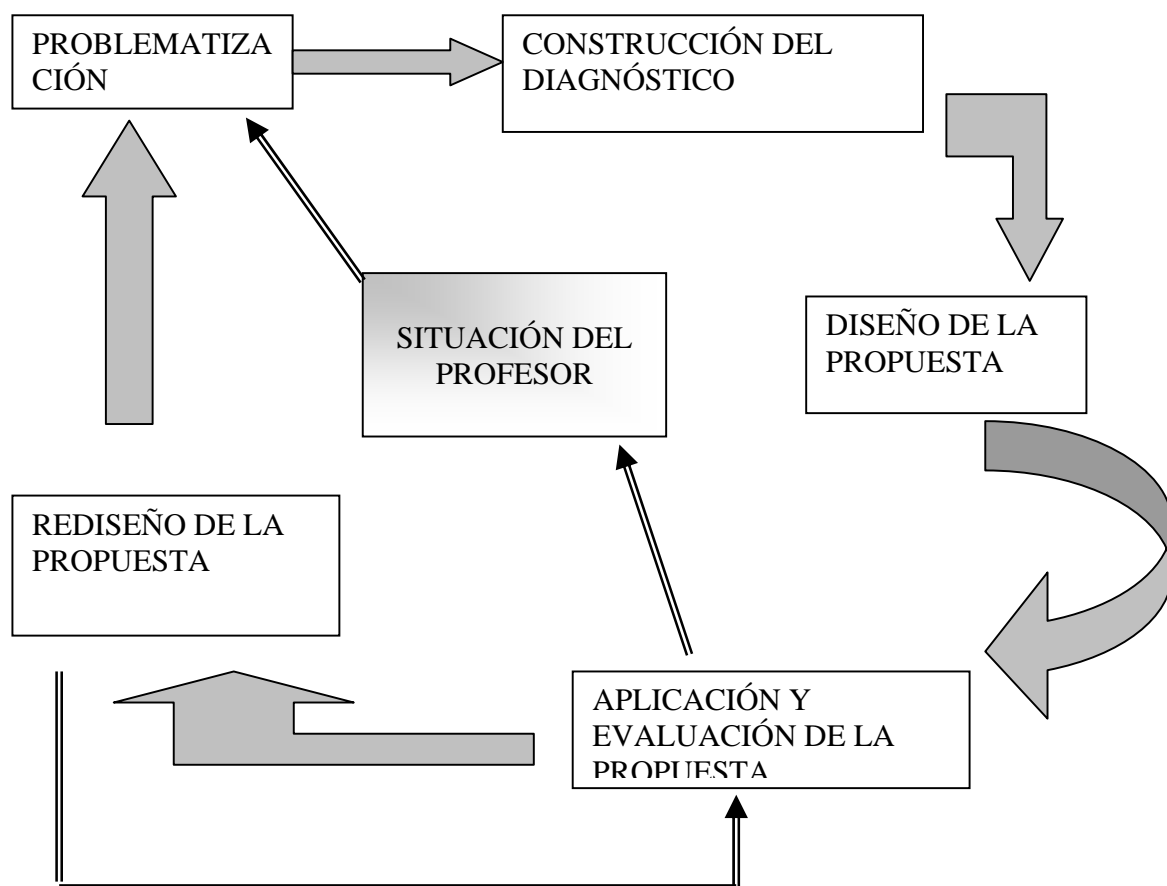 PROBLEMATIZA
CIÓN
CONSTRUCCIÓN DEL
DIAGNÓSTICO
SITUACIÓN DEL
PROFESOR
DISEÑO DE LA
PROPUESTA
REDISEÑO DE LA
PROPUESTA
APLICACIÓN Y
EVALUACIÓN DE LA
PROPUESTA